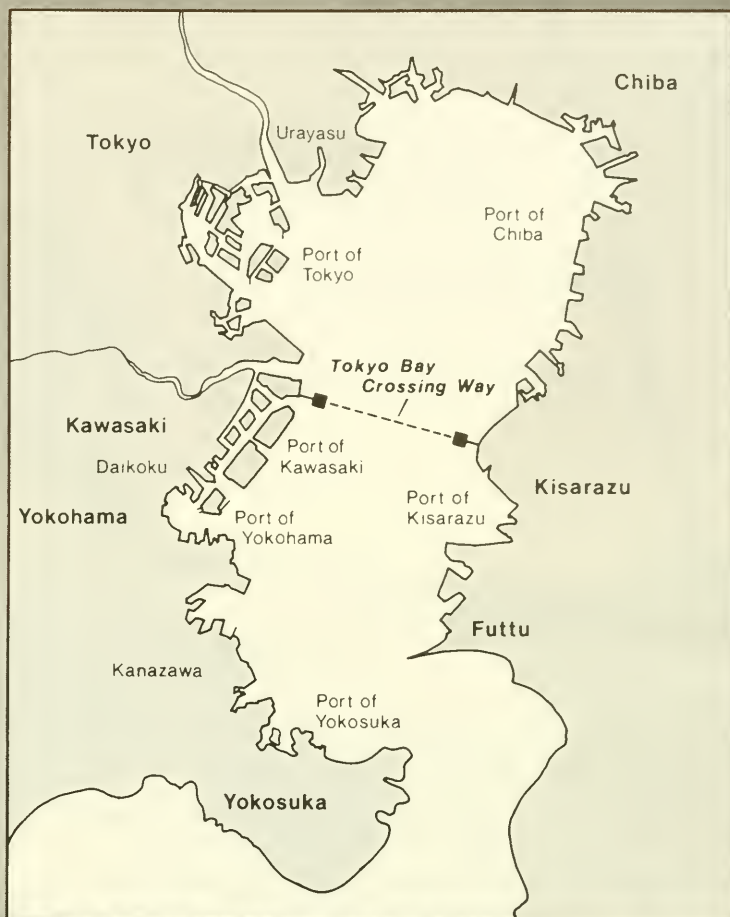 Chiba
Urayasu
Tokyo
Port of
Chiba
Port of
Tokyo
Tokyo Bay
Crossing Way
Kawasaki
Port of
Kawasaki
Daikoku
Kisarazu
Port of
Kisarazu
Yokohama
Port of
Yokohama
Futtu
Kanazawa
Port of
Yokosuka
Yokosuka